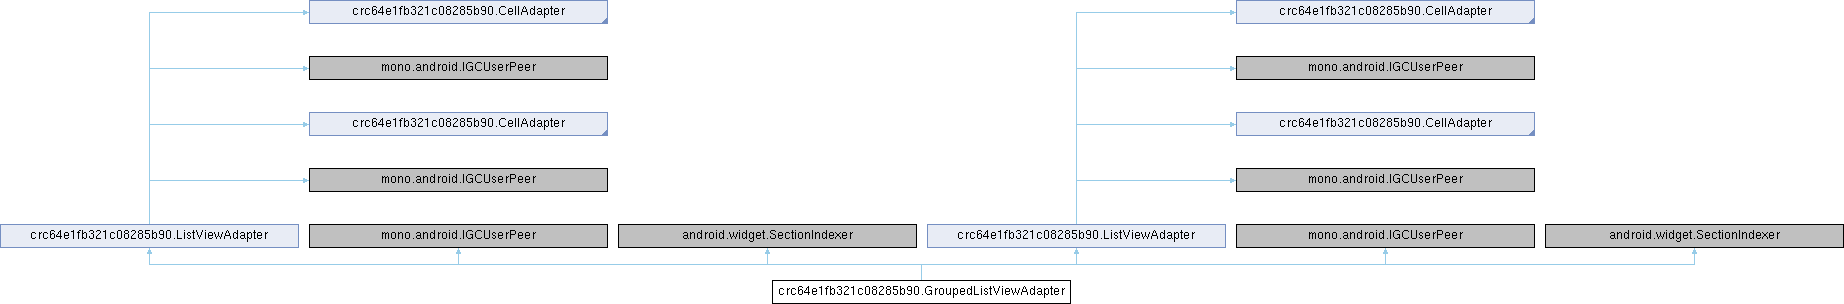 crc64e1fb321c08285b90.CellAdapter crc64e1fb321c08285b90.CellAdapter
mono.android.IGCUserPeer mono.android.IGCUserPeer
crc64e1fb321c08285b90.CellAdapter crc64e1fb321c08285b90.CellAdapter
mono.android.IGCUserPeer mono.android.IGCUserPeer
crc64e1fb321c08285b90.ListViewAdapter mono.android.IGCUserPeer android.widget.SectionIndexer crc64e1fb321c08285b90.ListViewAdapter mono.android.IGCUserPeer android.widget.SectionIndexer
crc64e1fb321c08285b90.GroupedListViewAdapter